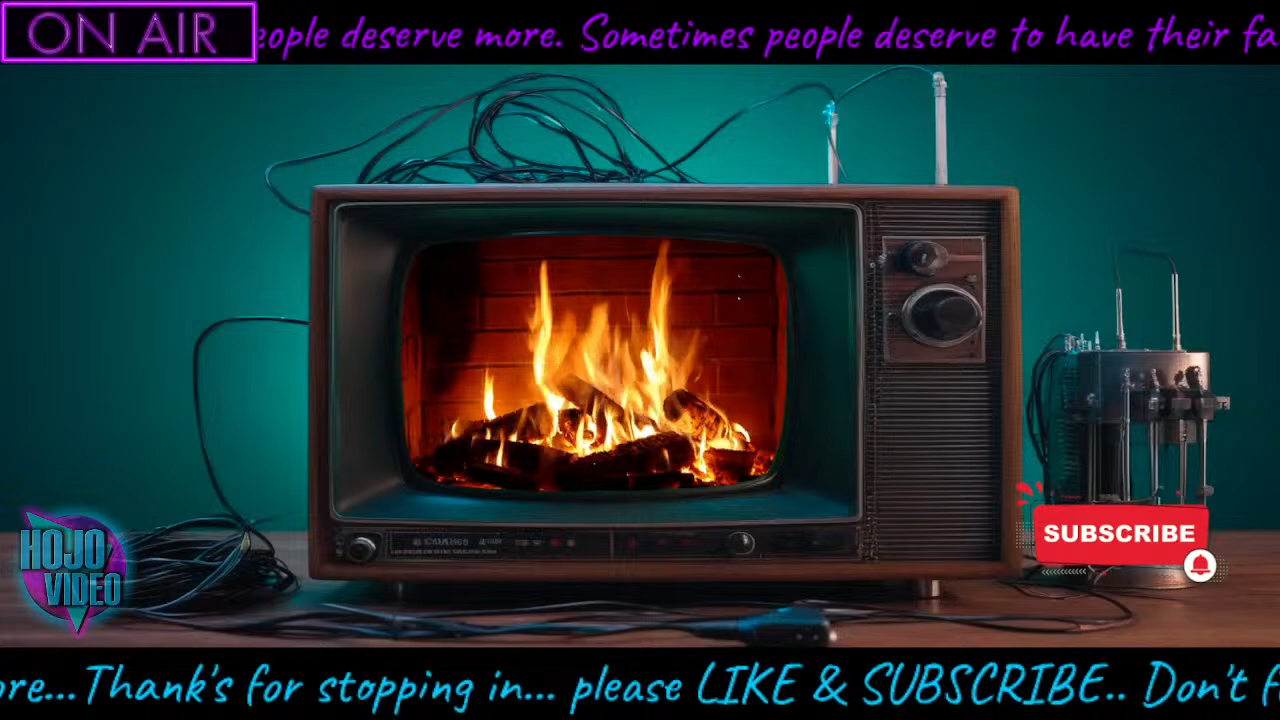 ON AIR
eople deserve more. Sometimes people deserve to have their fa
SUBSCRIBE
HOJO
VIDEO
ore...Thank's for stopping in... please LIKE & SUBSCRIBE.. Don't f